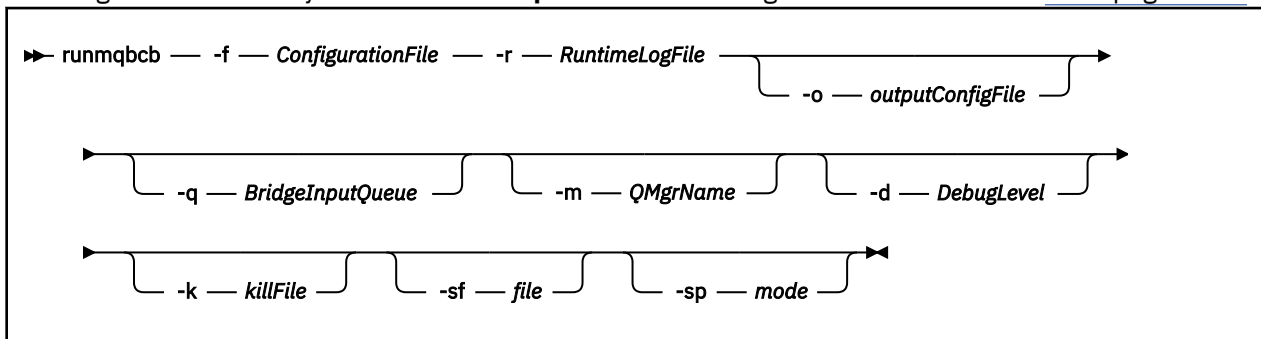 runmqbcb -f ConfigurationFile -r RuntimeLogFile
-o outputConfigFile
-q BridgeInputQueue -m QMgrName -d DebugLevel
-k killFile -sf file -sp mode